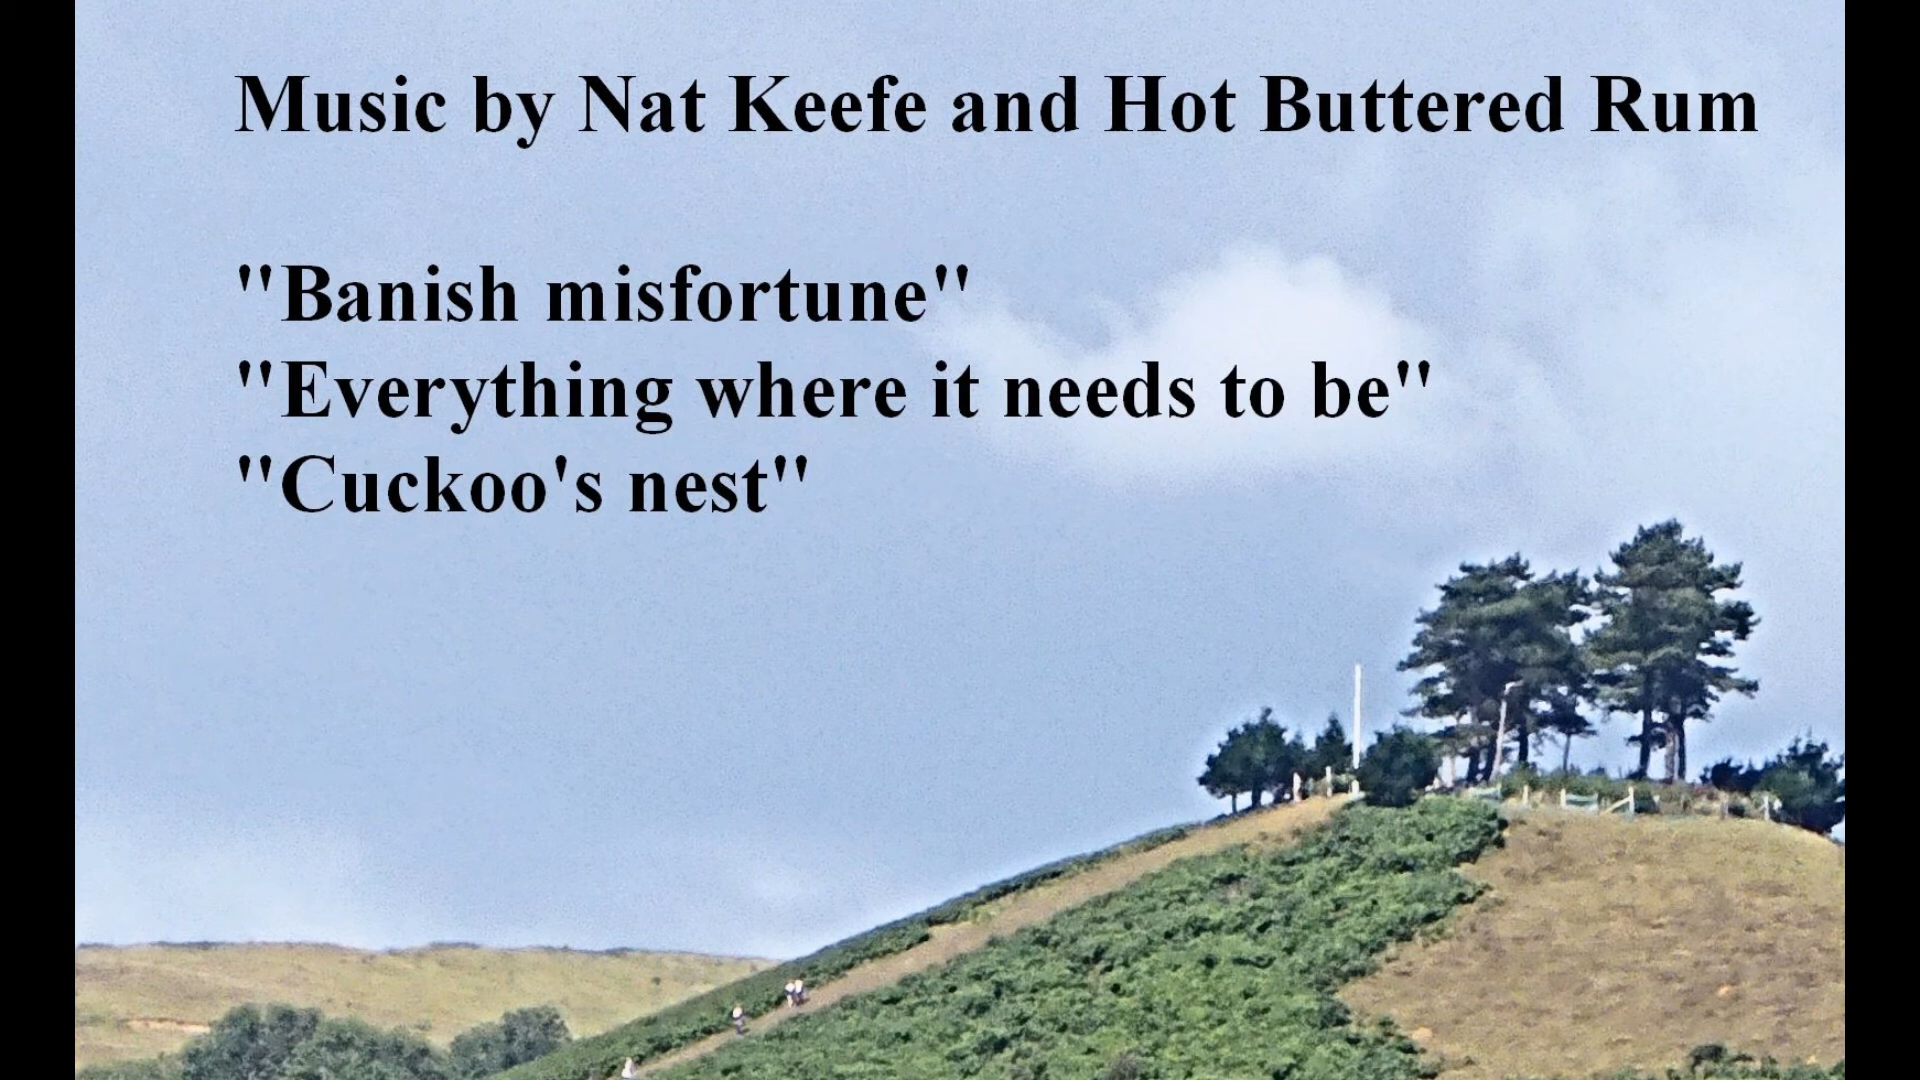 Music by Nat Keefe and Hot Buttered Rum
"Banish misfortune"
"Everything where it needs to be"
"Cuckoo's nest"